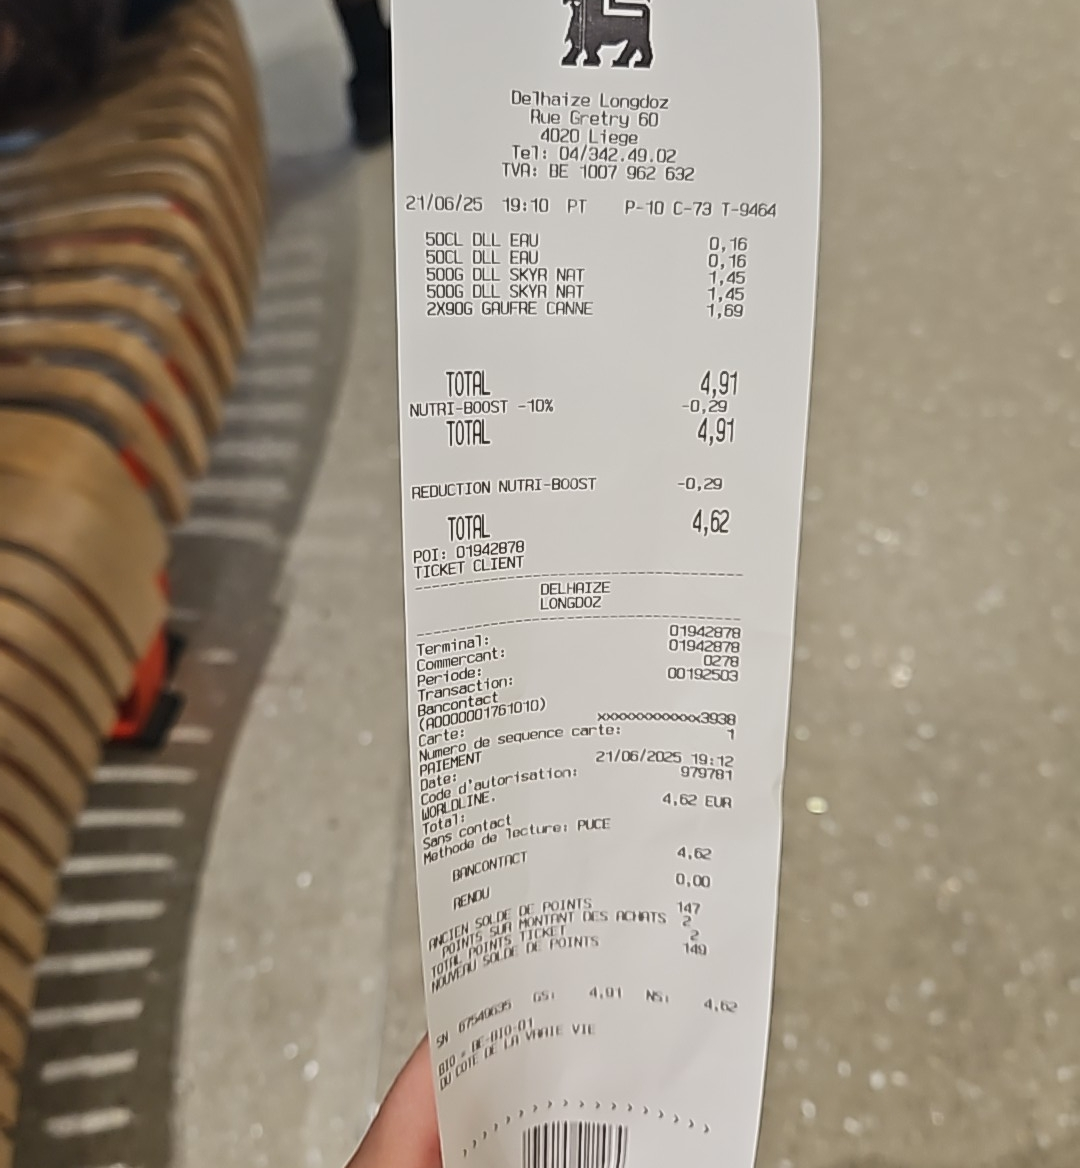 Delhaize Longdoz
Rue Gretry 60
4020 Liege
Tel: 04/342.49.02
TVA: BE 1007 962 632
21/06/25 19:10 PT P-10 C-73 T-9464
50CL DLL EAU 0,16
50CL DLL EAU 0,16
500G DLL SKYR NAT 1,45
500G DLL SKYR NAT 1,45
2X90G GAUFRE CANNE 1,69
TOTAL 4,91
NUTRI-BOOST -10% -0,29
TOTAL 4,91
REDUCTION NUTRI-BOOST -0,29
TOTAL 4,62
POI: 01942878
TICKET CLIENT
DELHAIZE
LONGDOZ
Terminal: 01942878
Commercant: 01942878
Periode: 0278
Transaction: 00192503
Bancontact
(A0000001761010)
Carte: xxxxxxxxxxxxx3938
Numero de sequence carte: 1
PAIEMENT
Date: 21/06/2025 19:12
Code d'autorisation: 979781
WORLDLINE.
Total: 4,62 EUR
Sans contact
Methode de lecture: PUCE
BANCONTACT 4,62
RENDU 0,00
ANCIEN SOLDE DE POINTS 147
POINTS SUR MONTANT DES ACHATS 2
TOTAL POINTS TICKET 2
NOUVEAU SOLDE DE POINTS 149
SN 67549635 GS: 4,91 NS: 4,62
BIO = BE-BIO-01
DU COTE DE LA VRAIE VIE